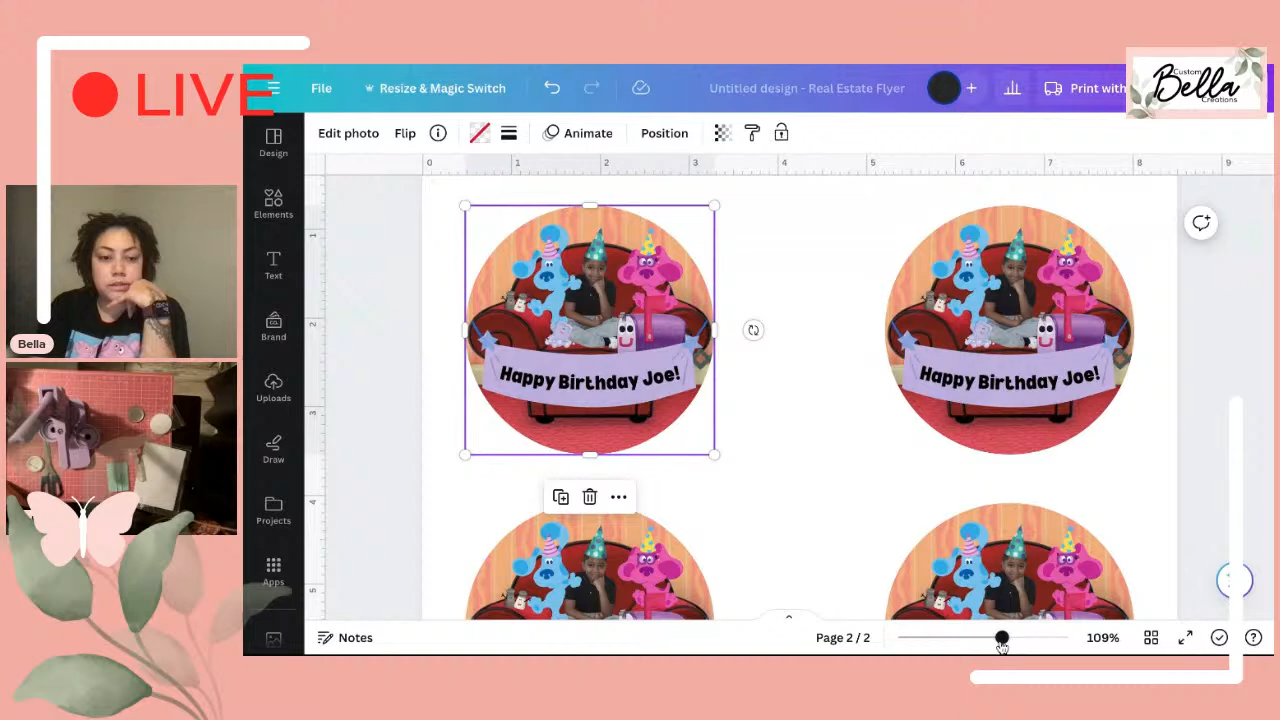 LIVE
Custom
Bella
Creations
File
Resize & Magic Switch
Untitled design - Real Estate Flyer
Print with
Edit photo
Flip
Animate
Position
Design
Elements
Text
Brand
Uploads
Draw
Projects
Apps
0 1 2 3 4 5 6 7 8 9
1
2
3
4
5
Happy Birthday Joe!
Happy Birthday Joe!
Bella
Notes
Page 2 / 2
109%